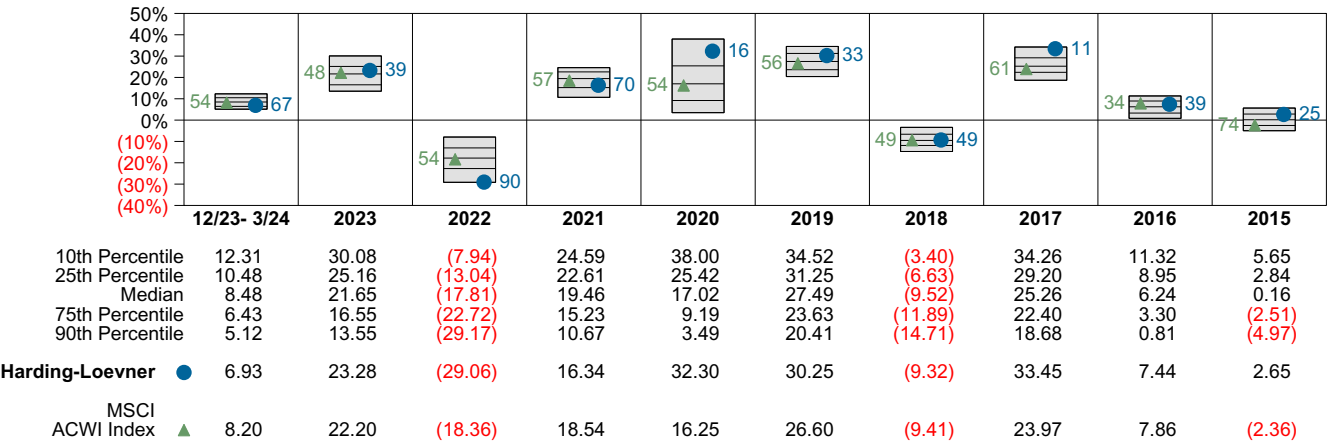 50%
40%
30%
20%
10%
0%
(10%)
(20%)
(30%)
(40%)
54 67
48 39
54 90
57 70
54 16
56 33
49 49
61 11
34 39
74 25
12/23- 3/24 2023 2022 2021 2020 2019 2018 2017 2016 2015
10th Percentile 12.31 30.08 (7.94) 24.59 38.00 34.52 (3.40) 34.26 11.32 5.65
25th Percentile 10.48 25.16 (13.04) 22.61 25.42 31.25 (6.63) 29.20 8.95 2.84
Median 8.48 21.65 (17.81) 19.46 17.02 27.49 (9.52) 25.26 6.24 0.16
75th Percentile 6.43 16.55 (22.72) 15.23 9.19 23.63 (11.89) 22.40 3.30 (2.51)
90th Percentile 5.12 13.55 (29.17) 10.67 3.49 20.41 (14.71) 18.68 0.81 (4.97)
Harding-Loevner 6.93 23.28 (29.06) 16.34 32.30 30.25 (9.32) 33.45 7.44 2.65
MSCI
ACWI Index 8.20 22.20 (18.36) 18.54 16.25 26.60 (9.41) 23.97 7.86 (2.36)